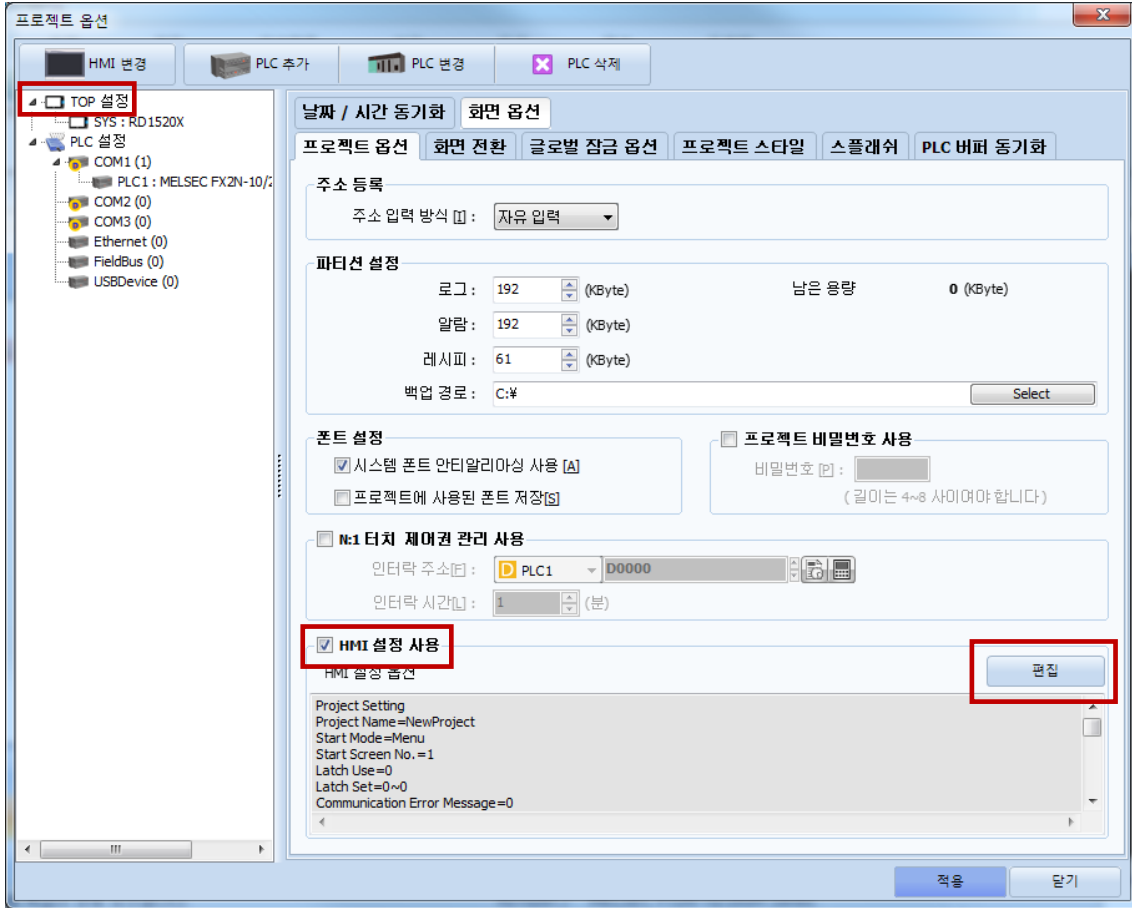 프로젝트 옵션
HMI 변경
PLC 추가
PLC 변경
PLC 삭제
TOP 설정
SYS : RD1520X
PLC 설정
COM1 (1)
PLC1 : MELSEC FX2N-10/2
COM2 (0)
COM3 (0)
Ethernet (0)
FieldBus (0)
USBDevice (0)
날짜 / 시간 동기화 화면 옵션
프로젝트 옵션 화면 전환 글로벌 잠금 옵션 프로젝트 스타일 스플래쉬 PLC 버퍼 동기화
주소 등록
주소 입력 방식 [I] : 자유 입력
파티션 설정
로그 : 192 (KByte) 남은 용량 0 (KByte)
알람 : 192 (KByte)
레시피 : 61 (KByte)
백업 경로 : C:₩ Select
폰트 설정
시스템 폰트 안티알리아싱 사용 [A]
프로젝트에 사용된 폰트 저장[S]
프로젝트 비밀번호 사용
비밀번호 [P] :
( 길이는 4~8 사이여야 합니다 )
N:1 터치 제어권 관리 사용
인터락 주소[F] : D PLC1 D0000
인터락 시간[L] : 1 (분)
HMI 설정 사용
HMI 설정 옵션
편집
Project Setting
Project Name=NewProject
Start Mode=Menu
Start Screen No.=1
Latch Use=0
Latch Set=0~0
Communication Error Message=0
적용 닫기